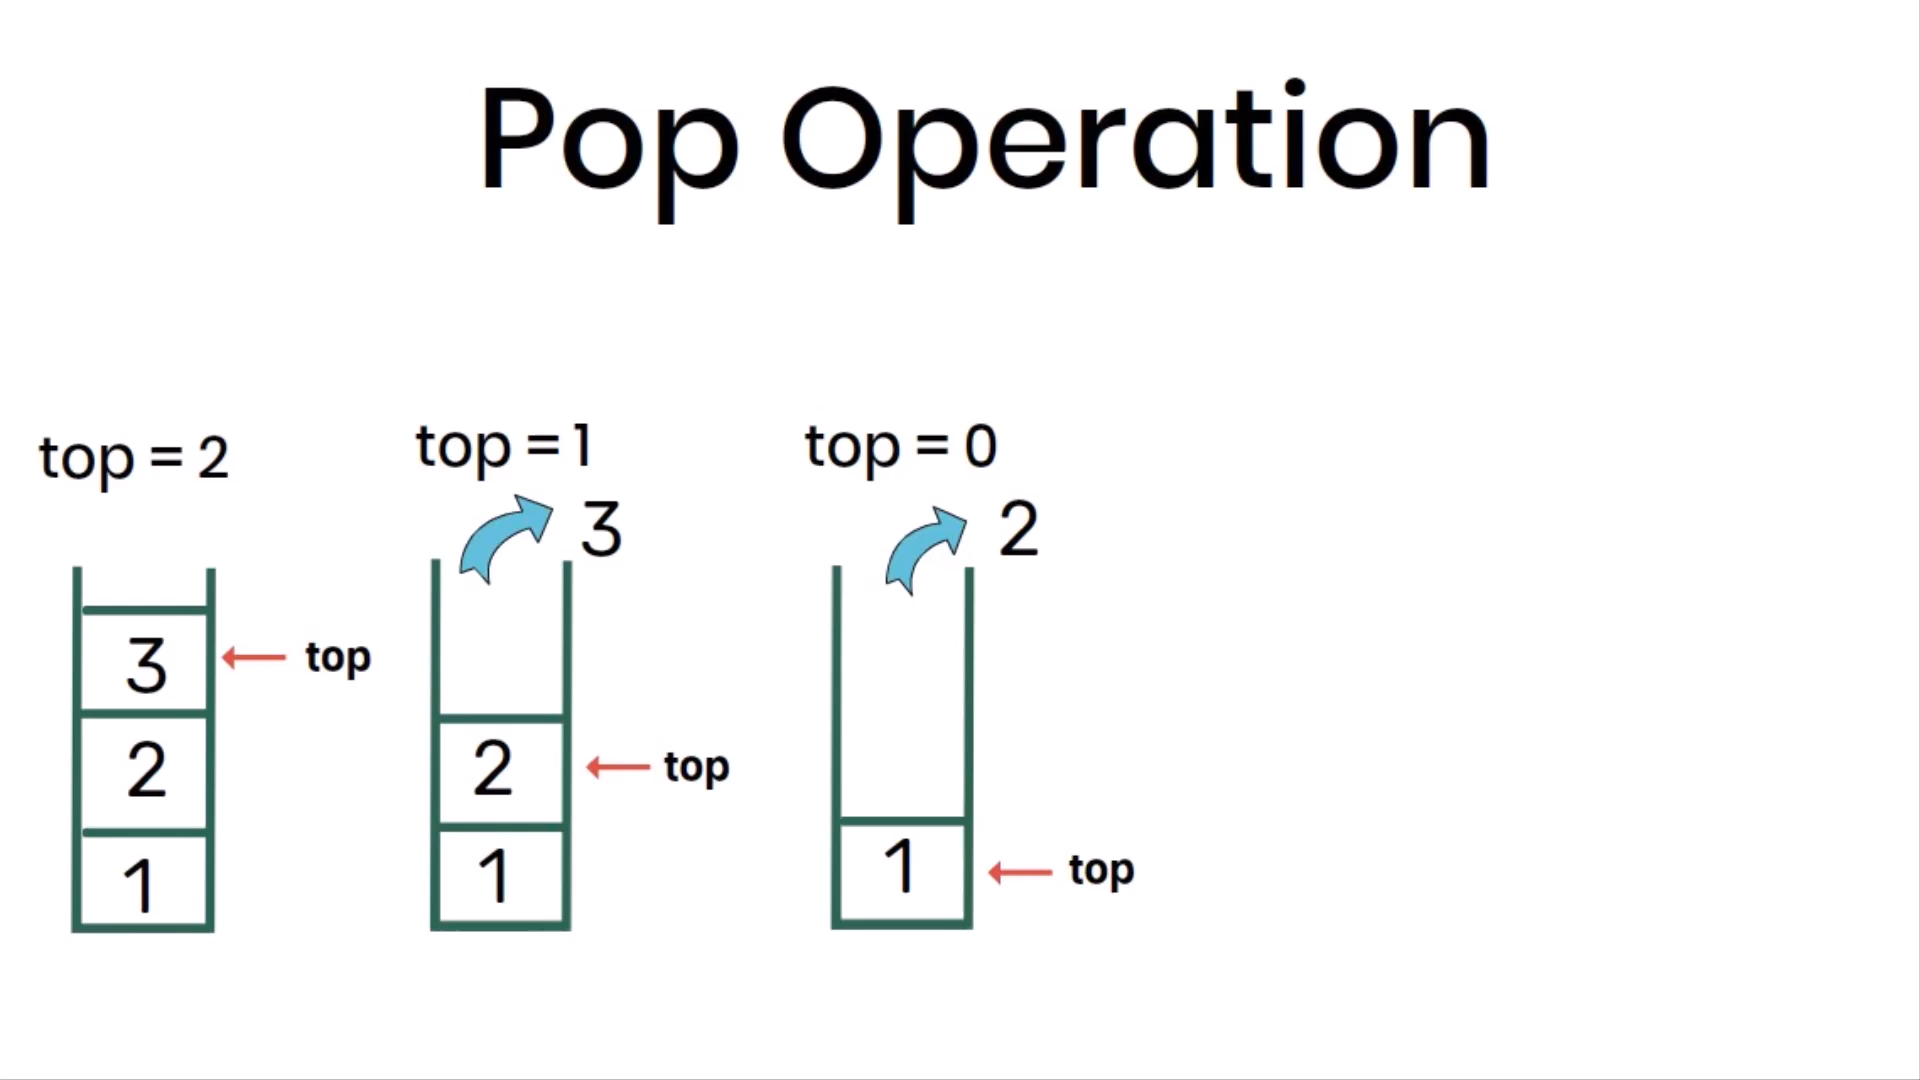 Pop Operation
top = 2
top = 1
top = 0
3
2
3
top
2
2
top
1
1
1
top